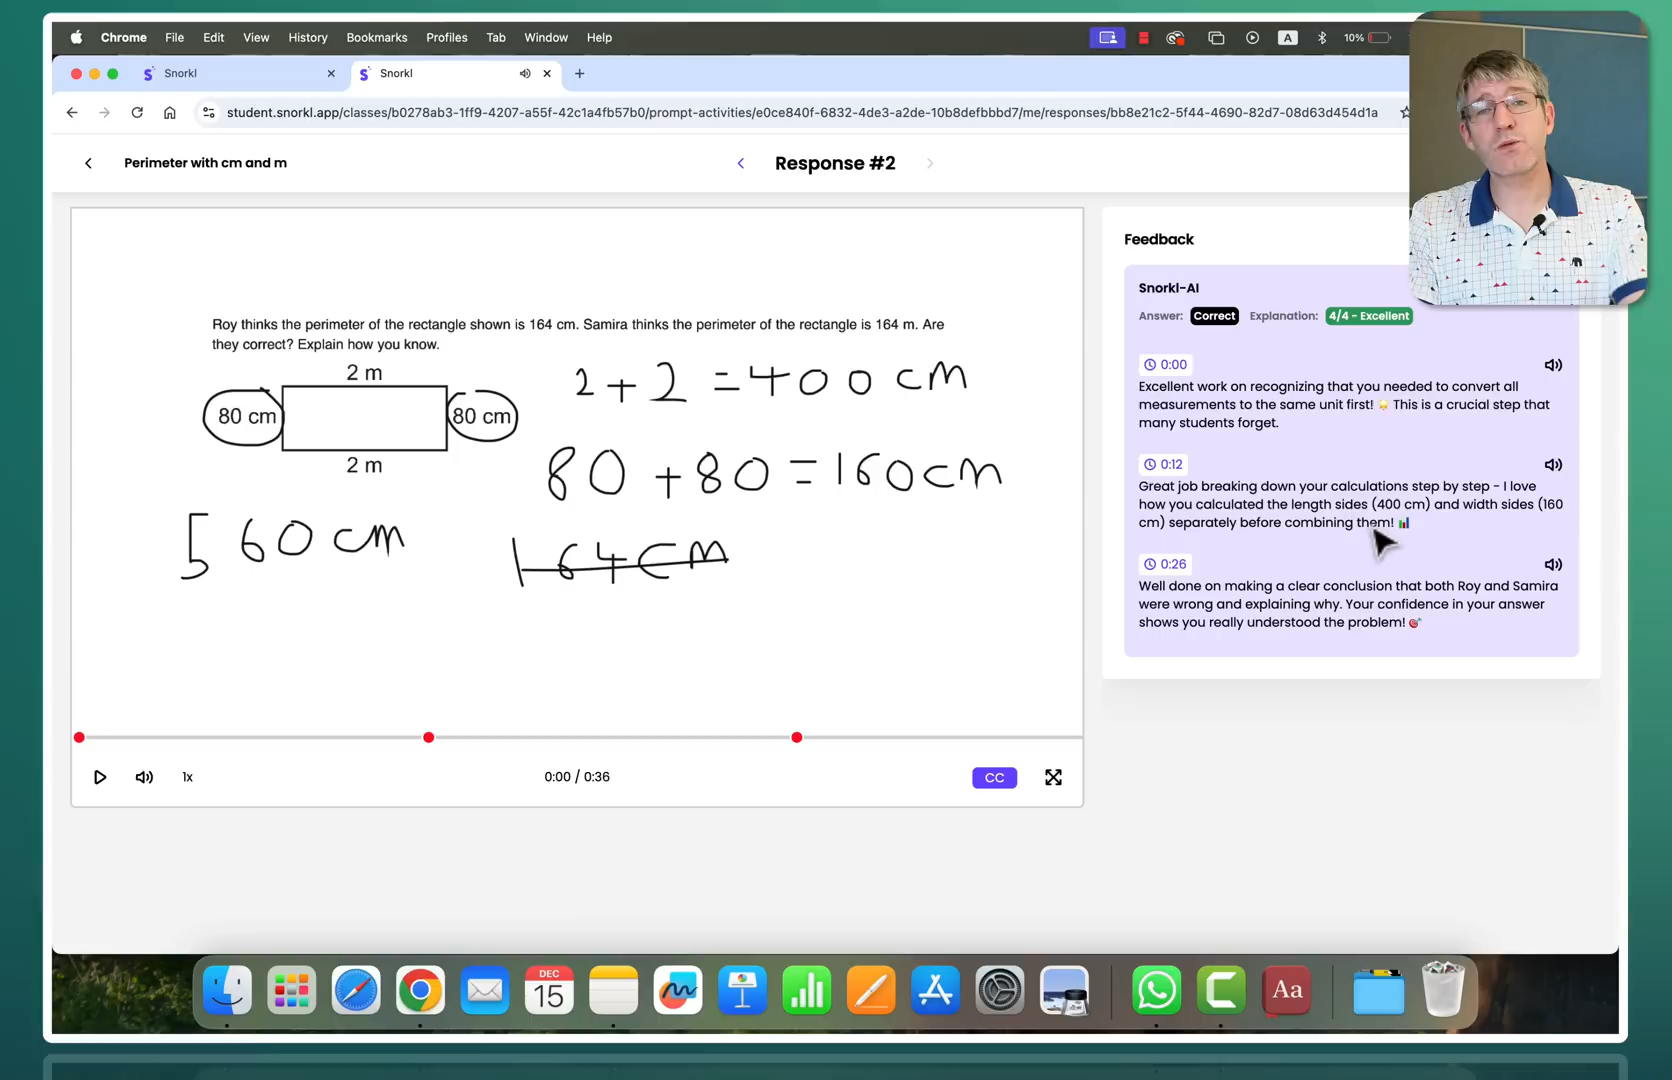 Chrome File Edit View History Bookmarks Profiles Tab Window Help A 10%
Snorkl Snorkl
student.snorkl.app/classes/b0278ab3-1ff9-4207-a55f-42c1a4fb57b0/prompt-activities/e0ce840f-6832-4de3-a2de-10b8defbbbd7/me/responses/bb8e21c2-5f44-4690-82d7-08d63d454d1a
Perimeter with cm and m
Response #2
Roy thinks the perimeter of the rectangle shown is 164 cm. Samira thinks the perimeter of the rectangle is 164 m. Are
they correct? Explain how you know.
2 m
80 cm
80 cm
2 m
2 + 2 = 400 cm
80 + 80 = 160 cm
560 cm
164cm
0:00 / 0:36
1x
CC
Feedback
Snorkl-AI
Answer: Correct Explanation: 4/4 - Excellent
0:00
Excellent work on recognizing that you needed to convert all
measurements to the same unit first! This is a crucial step that
many students forget.
0:12
Great job breaking down your calculations step by step - I love
how you calculated the length sides (400 cm) and width sides (160
cm) separately before combining them!
0:26
Well done on making a clear conclusion that both Roy and Samira
were wrong and explaining why. Your confidence in your answer
shows you really understood the problem!
DEC
15
Aa